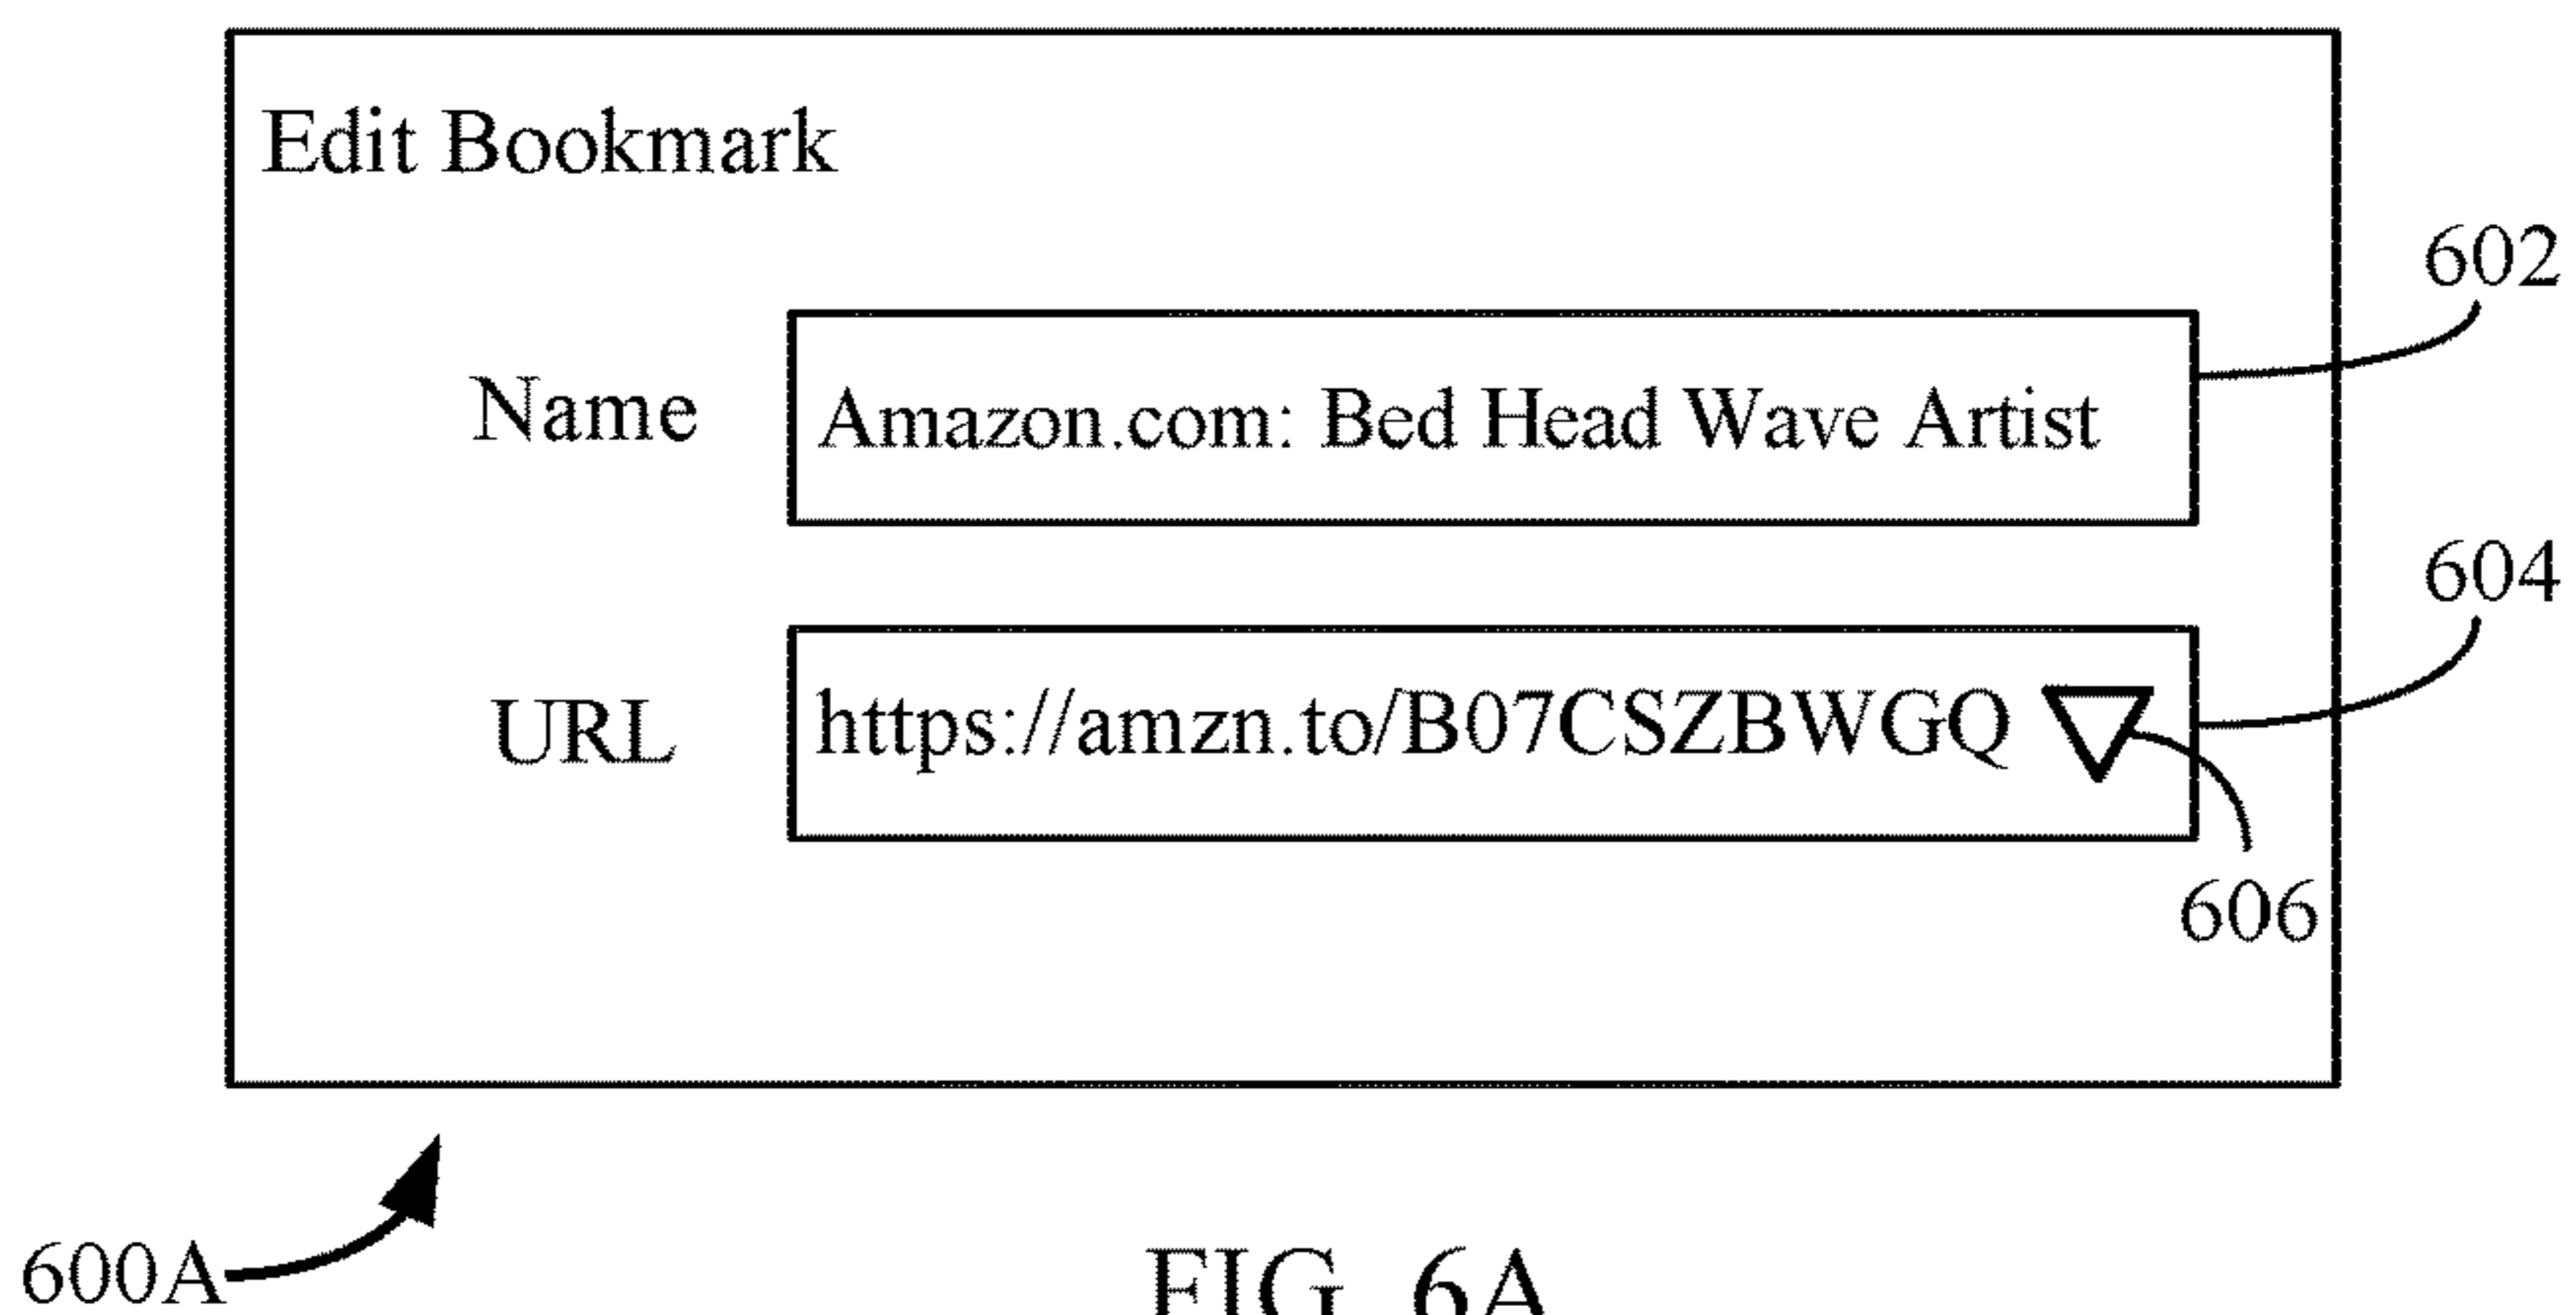 Edit Bookmark
602
Name Amazon.com: Bed Head Wave Artist
604
URL https://amzn.to/B07CSZBWGQ
606
600A
FIG. 6A